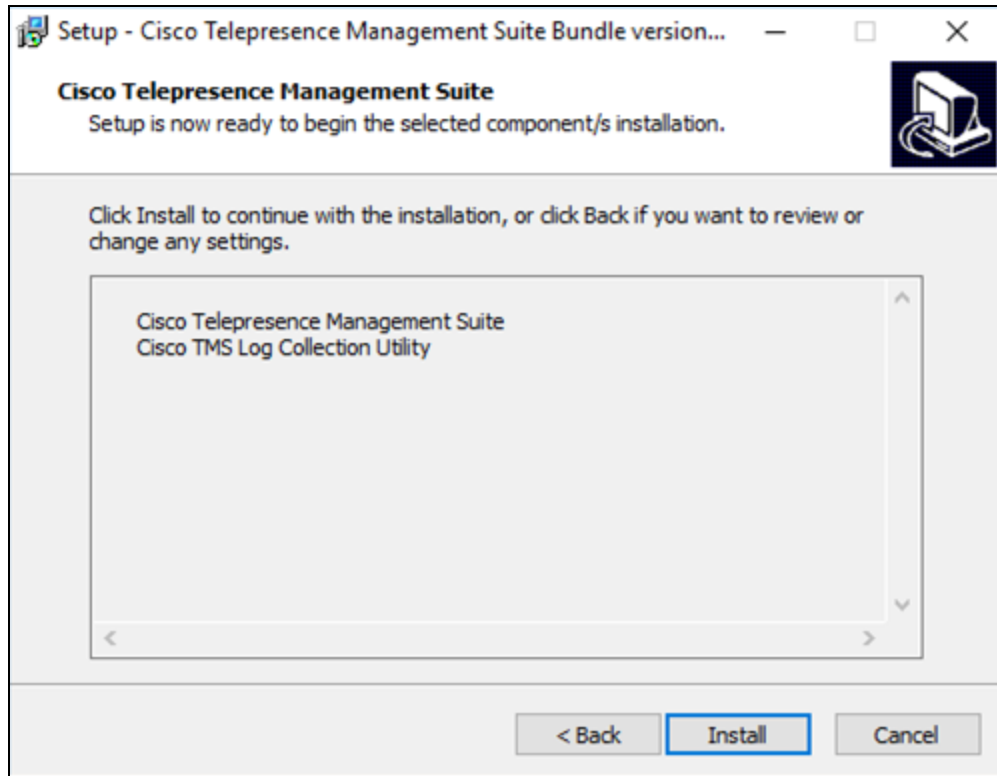 Setup - Cisco Telepresence Management Suite Bundle version...
Cisco Telepresence Management Suite
Setup is now ready to begin the selected component/s installation.
Click Install to continue with the installation, or click Back if you want to review or
change any settings.
Cisco Telepresence Management Suite
Cisco TMS Log Collection Utility
< Back Install Cancel